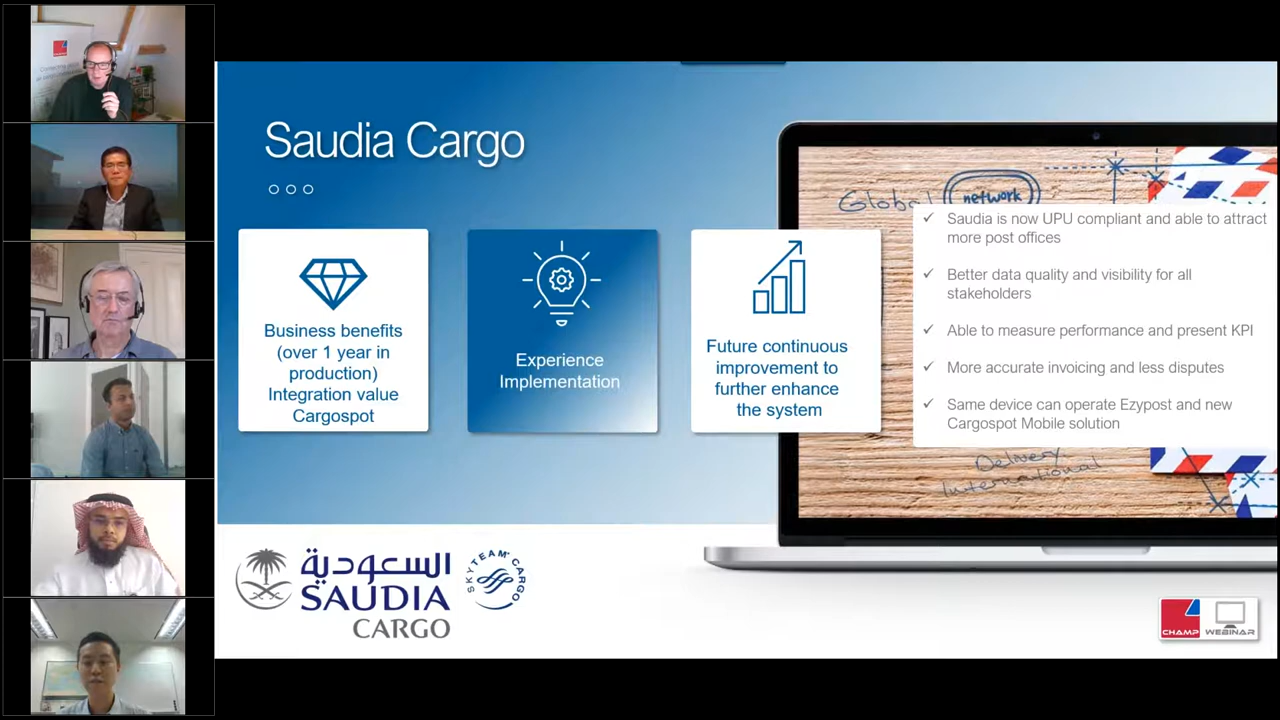 Saudia Cargo
Business benefits
(over 1 year in
production)
Integration value
Cargospot
Experience
Implementation
Future continuous
improvement to
further enhance
the system
Global network
✓ Saudia is now UPU compliant and able to attract
more post offices
✓ Better data quality and visibility for all
stakeholders
✓ Able to measure performance and present KPI
✓ More accurate invoicing and less disputes
✓ Same device can operate Ezypost and new
Cargospot Mobile solution
Delivery
International
السعودية
SAUDIA
CARGO
SKYTEAM CARGO
CHAMP
WEBINAR